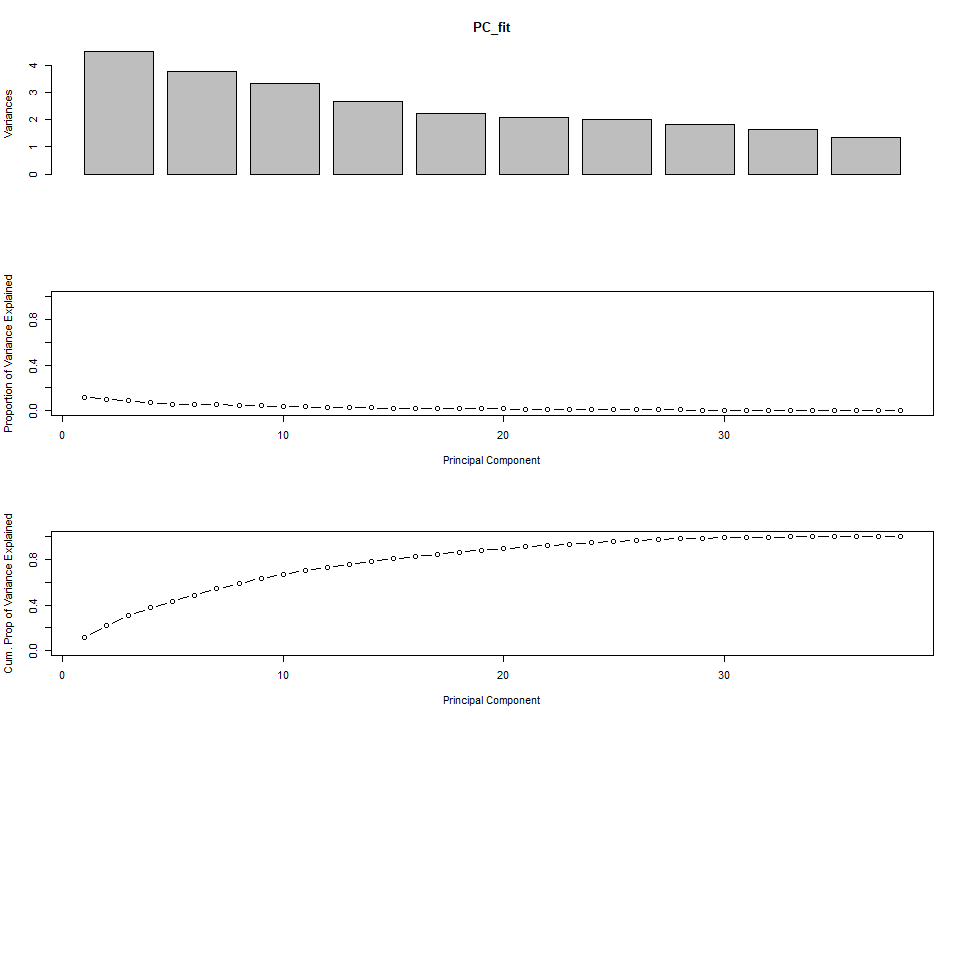 PC_fit
Variances
4
3
2
1
0
Proportion of Variance Explained
0.8
0.4
0.0
0 10 20 30
Principal Component
Cum. Prop of Variance Explained
0.8
0.4
0.0
0 10 20 30
Principal Component